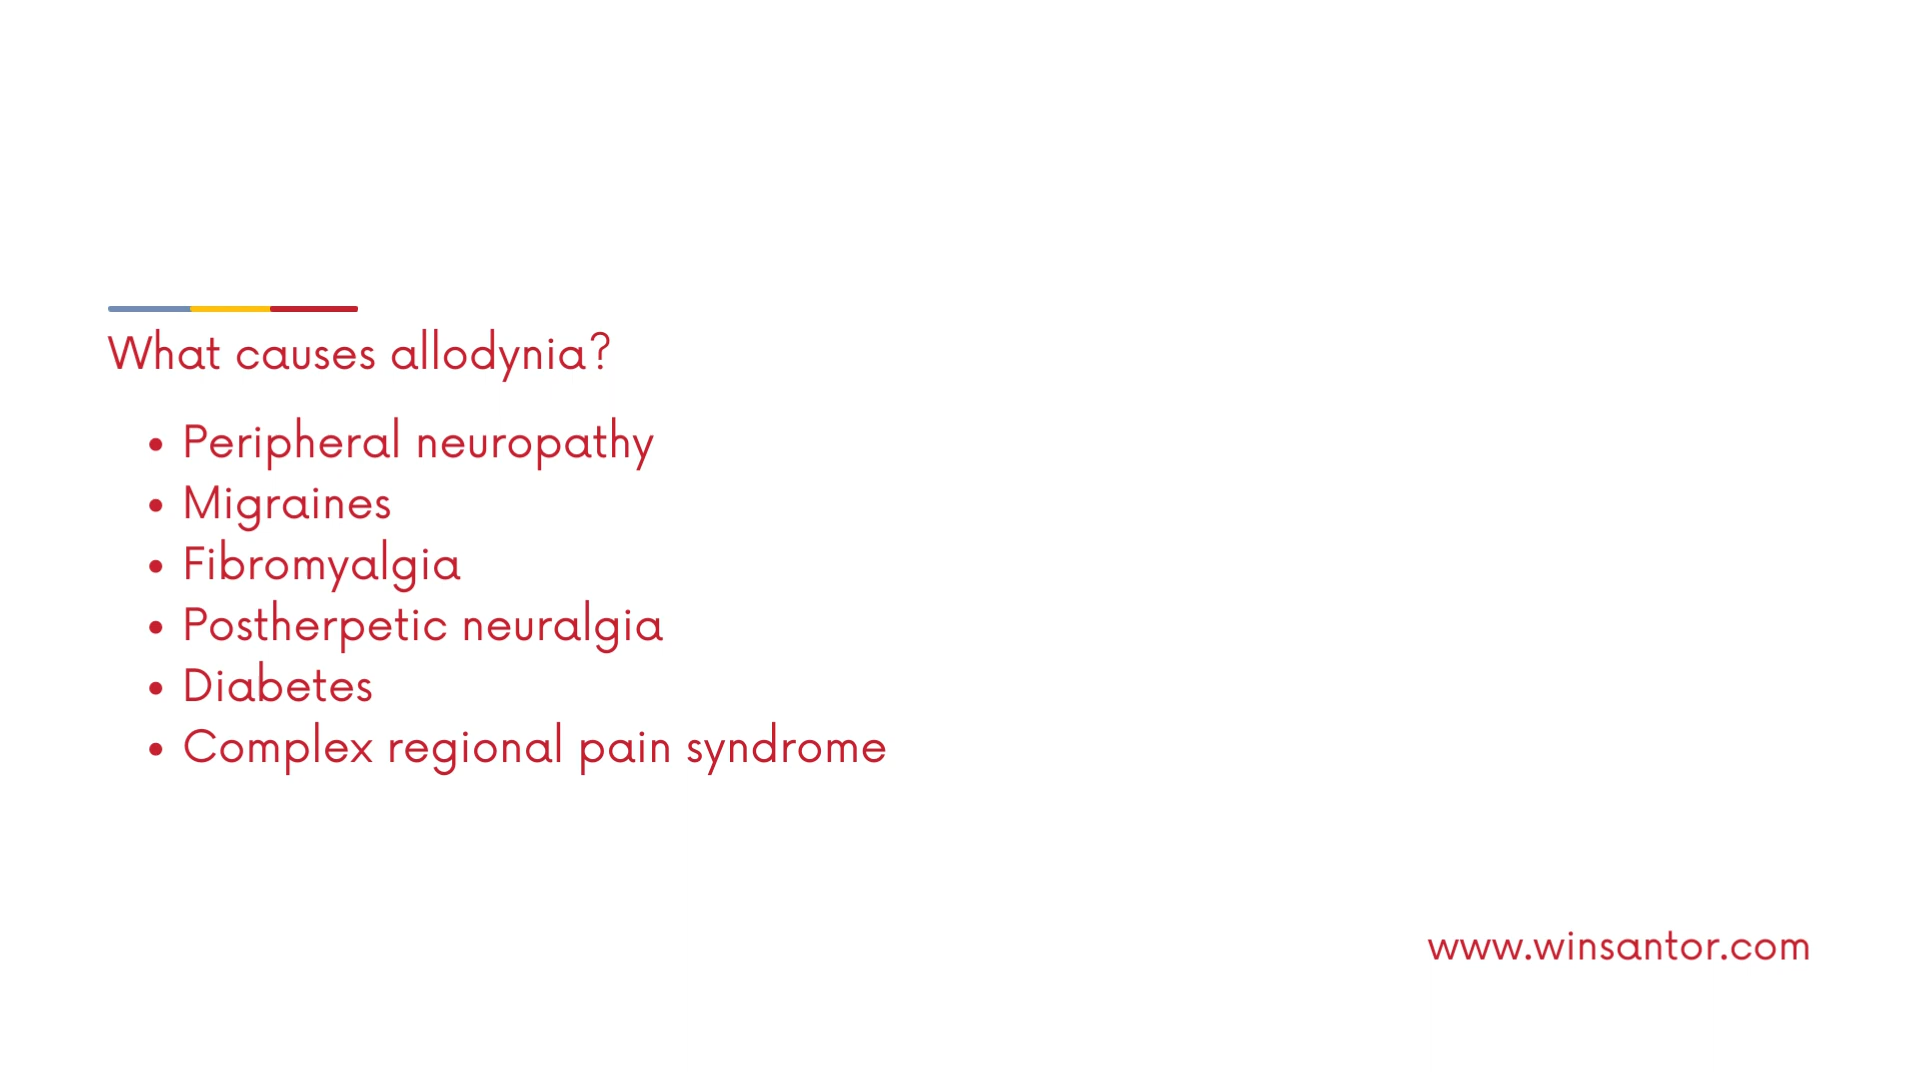 What causes allodynia?
• Peripheral neuropathy
• Migraines
• Fibromyalgia
• Postherpetic neuralgia
• Diabetes
• Complex regional pain syndrome
www.winsantor.com